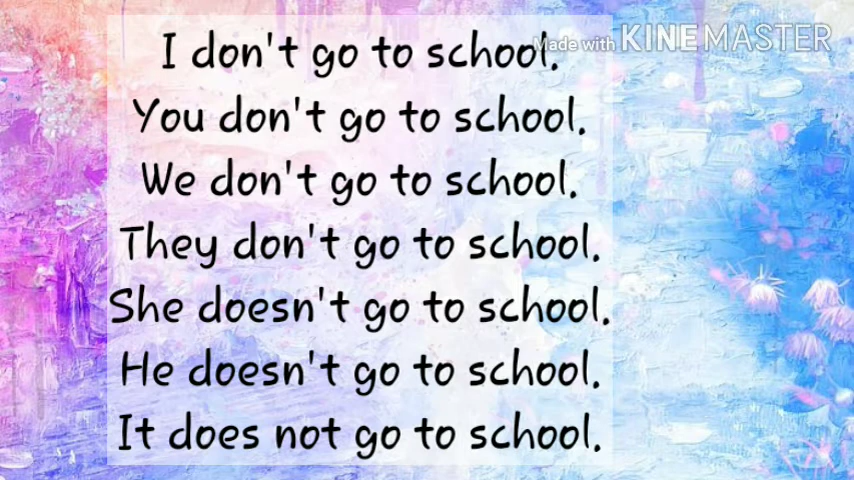 I don't go to school.
Made with KINEMASTER
You don't go to school.
We don't go to school.
They don't go to school.
She doesn't go to school.
He doesn't go to school.
It does not go to school.